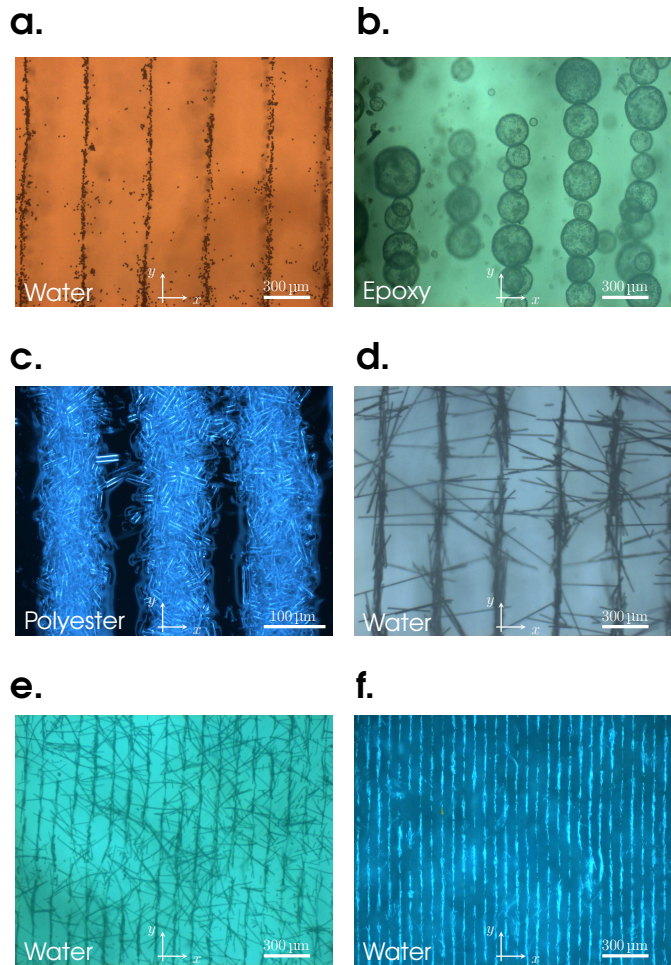 a.
b.
y
x
Water
300 µm
y
x
Epoxy
300 µm
c.
d.
y
x
Polyester
100 µm
y
x
Water
300 µm
e.
f.
y
x
Water
300 µm
y
x
Water
300 µm